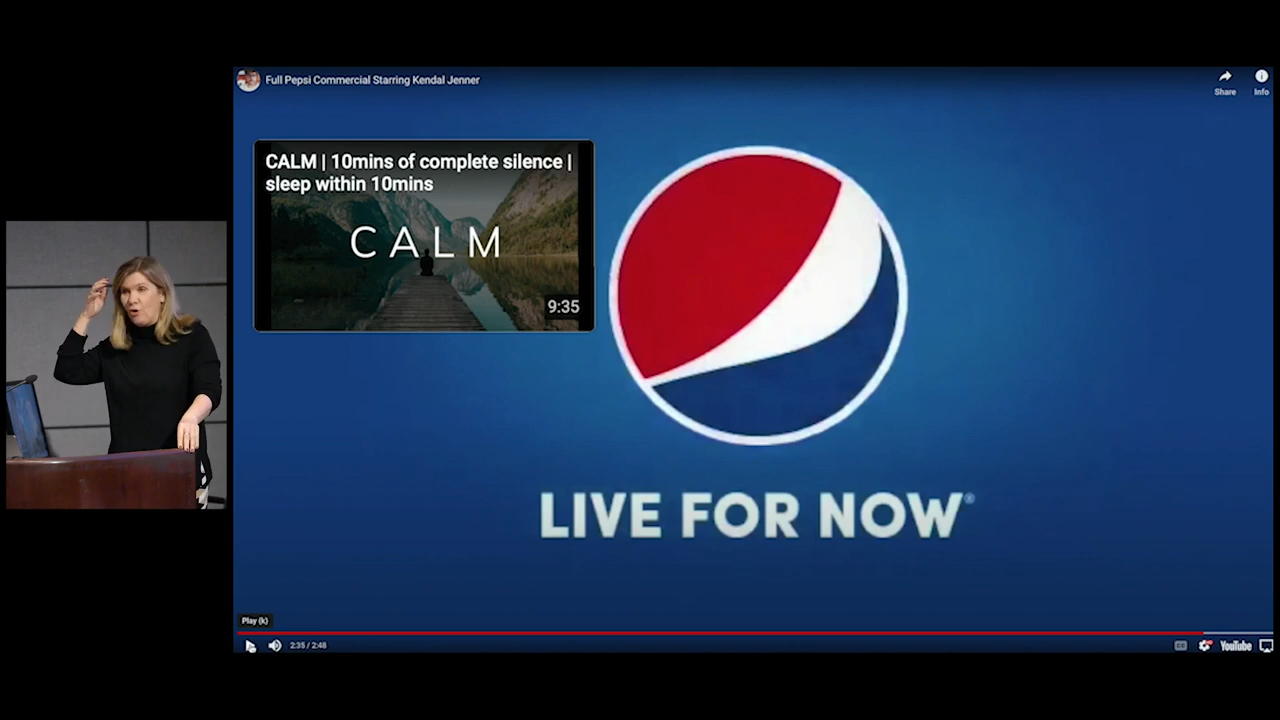 Full Pepsi Commercial Starring Kendal Jenner
Share
Info
CALM | 10mins of complete silence |
sleep within 10mins
CALM
9:35
LIVE FOR NOW®
Play (k)
2:35 / 2:48
CC
YouTube